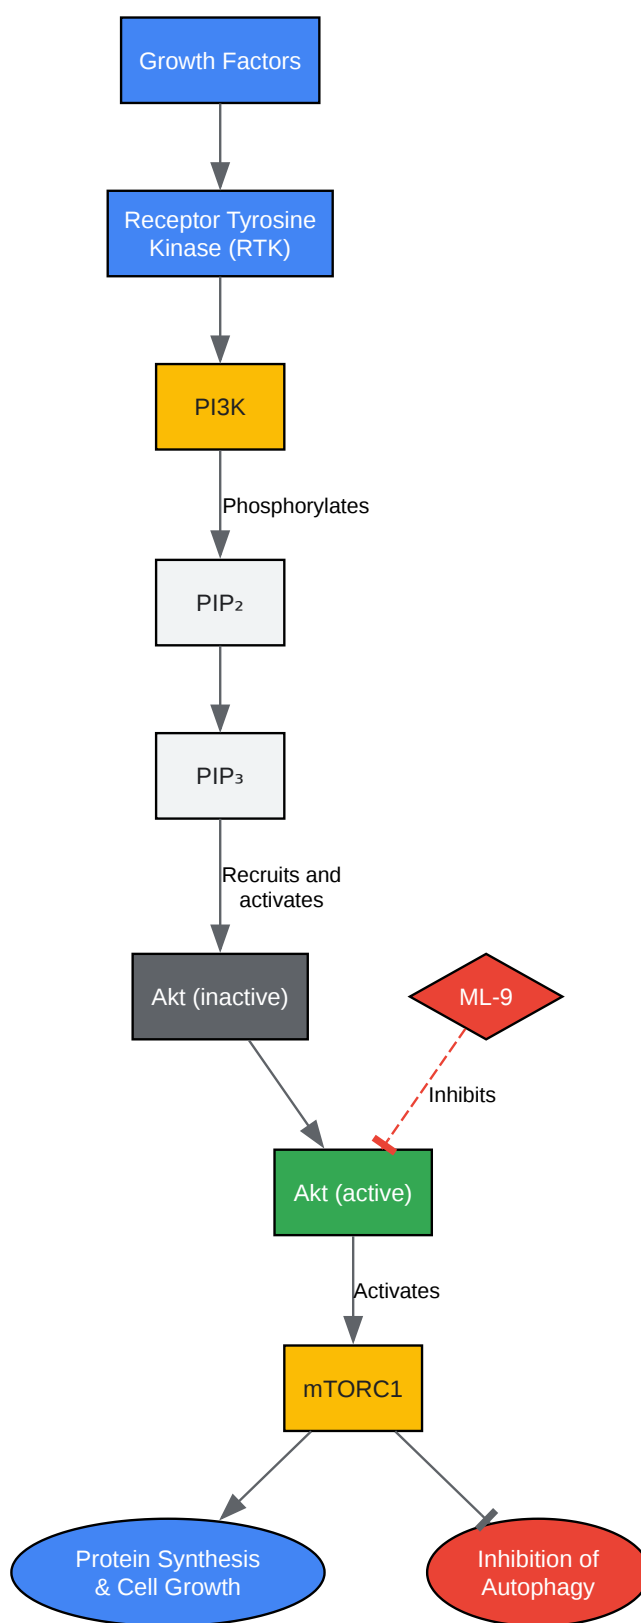 Growth Factors
Receptor Tyrosine
Kinase (RTK)
PI3K
Phosphorylates
PIP₂
PIP₃
Recruits and
activates
Akt (inactive)
ML-9
Inhibits
Akt (active)
Activates
mTORC1
Protein Synthesis
& Cell Growth
Inhibition of
Autophagy